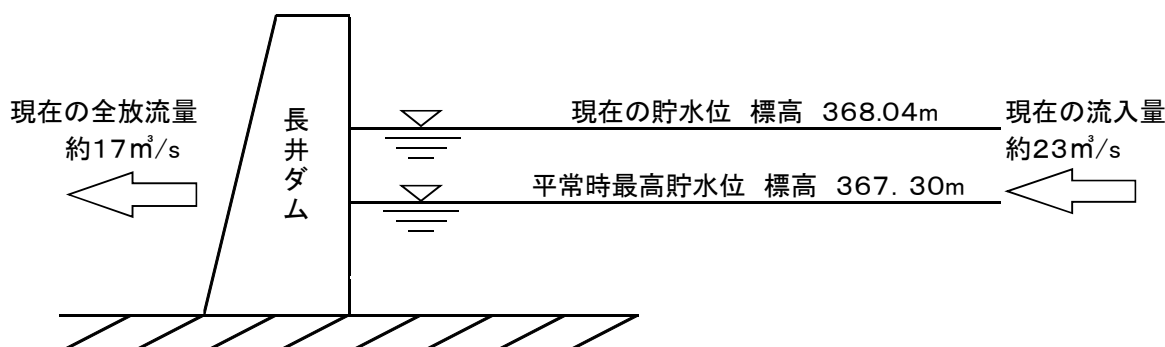 現在の全放流量
約17㎥/s
長井ダム
現在の貯水位 標高 368.04m
平常時最高貯水位 標高 367. 30m
現在の流入量
約23㎥/s